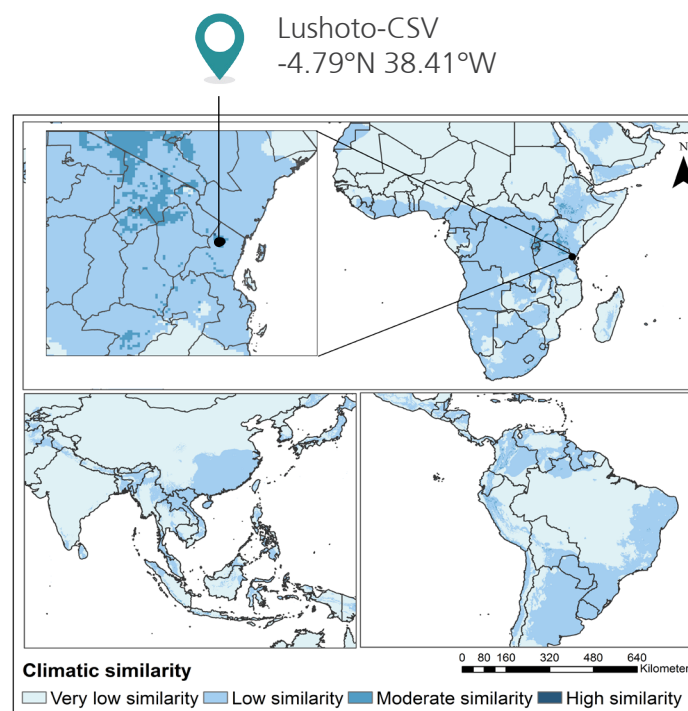 Lushoto-CSV
-4.79°N 38.41°W
N
0 80 160 320 480 640
Kilometer
Climatic similarity
Very low similarity Low similarity Moderate similarity High similarity